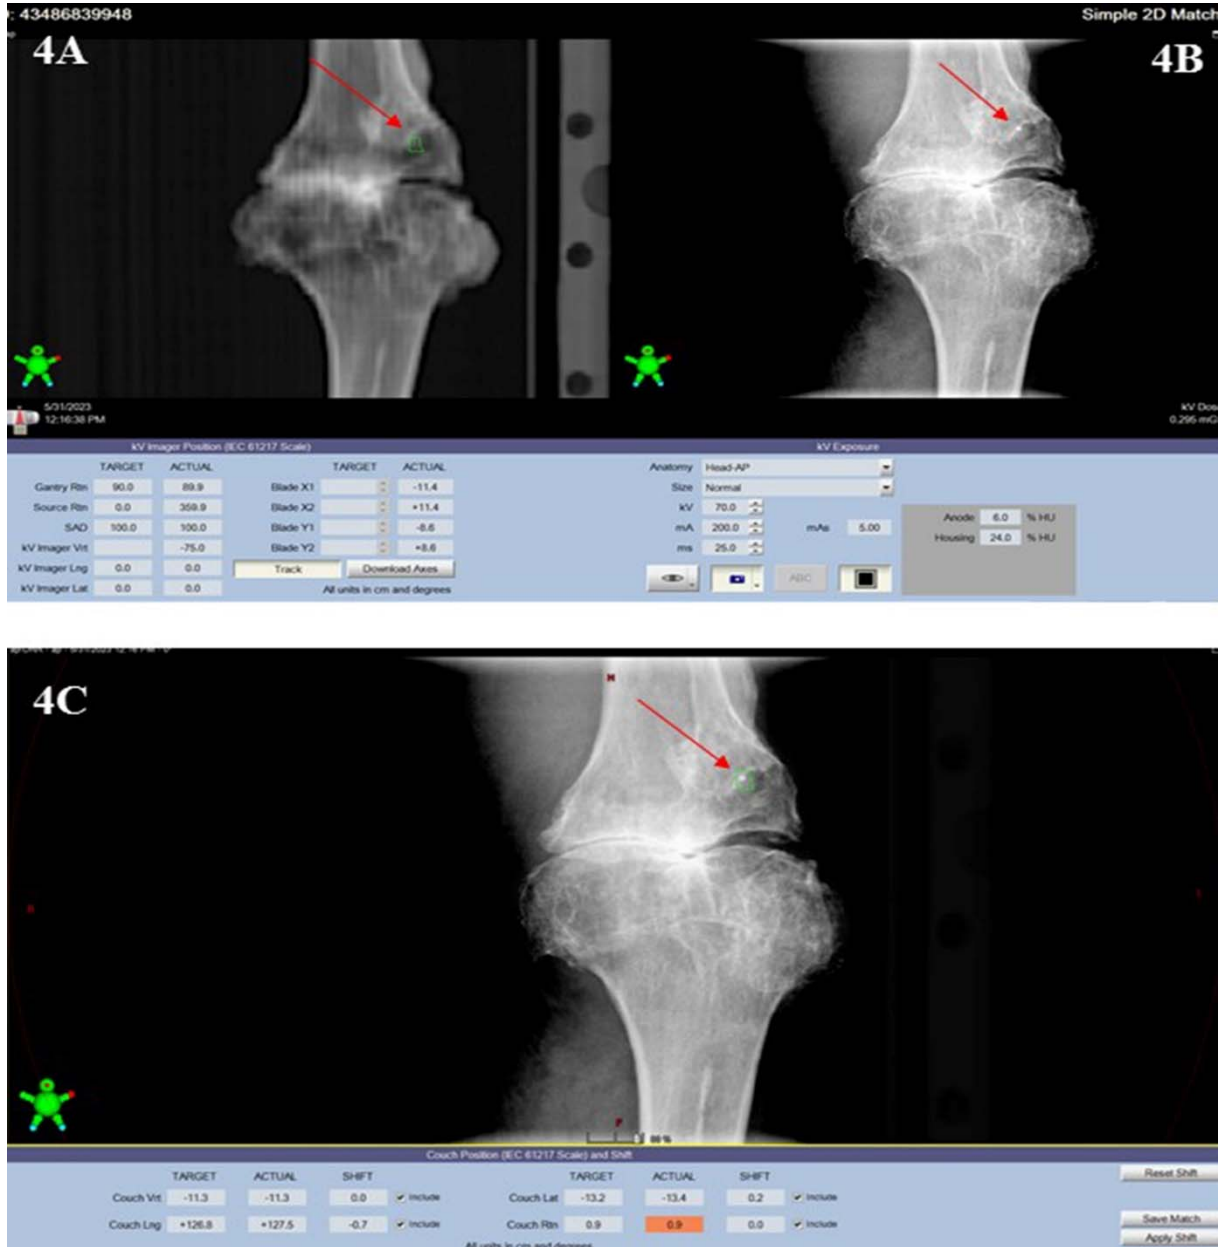 : 43486839948 Simple 2D Match
4A 4B
5/31/2023
12:16:38 PM
kV Dose
0.295 mG
kV Imager Position (IEC 61217 Scale) kV Exposure
TARGET ACTUAL TARGET ACTUAL Anatomy Head-AP
Gantry Rtn 90.0 89.9 Blade X1 -11.4 Size Normal
Source Rtn 0.0 359.9 Blade X2 +11.4 kV 70.0 Anode 6.0 % HU
SAD 100.0 100.0 Blade Y1 -8.6 mA 200.0 mAs 5.00 Housing 24.0 % HU
kV Imager Vrt -75.0 Blade Y2 +8.6 ms 25.0
kV Imager Lng 0.0 0.0 Track Download Axes ABC
kV Imager Lat 0.0 0.0 All units in cm and degrees
4C
H
F
Couch Position (IEC 61217 Scale) and Shift
TARGET ACTUAL SHIFT TARGET ACTUAL SHIFT Reset Shift
Couch Vrt -11.3 -11.3 0.0 Include Couch Lat -13.2 -13.4 0.2 Include
Couch Lng +126.8 +127.5 -0.7 Include Couch Rtn 0.9 0.9 0.0 Include Save Match
All units in cm and degrees Apply Shift